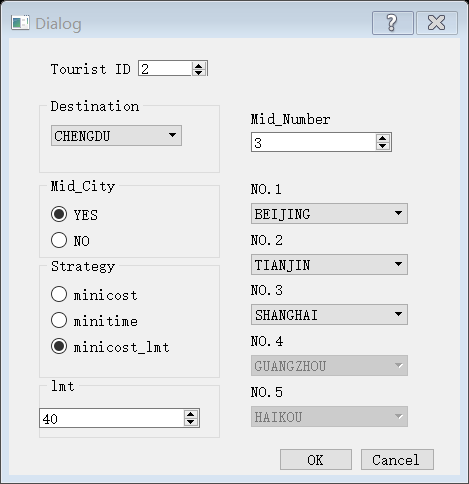 Dialog
Tourist ID 2
Destination
CHENGDU
Mid_City
YES
NO
Strategy
minicost
minitime
minicost_lmt
lmt
40
Mid_Number
3
NO.1
BEIJING
NO.2
TIANJIN
NO.3
SHANGHAI
NO.4
GUANGZHOU
NO.5
HAIKOU
OK Cancel